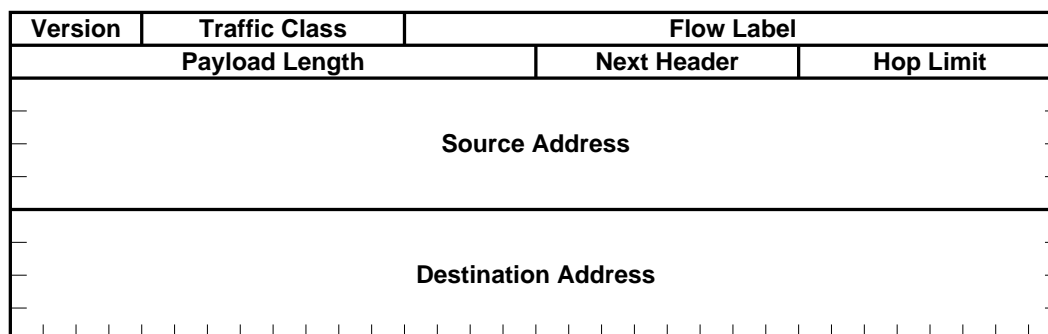 Version Traffic Class Flow Label
Payload Length Next Header Hop Limit
Source Address
Destination Address